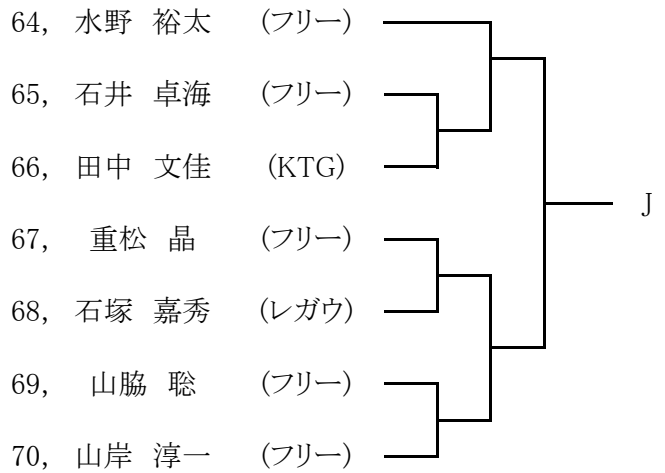 64, 水野 裕太 (フリー)
65, 石井 卓海 (フリー)
66, 田中 文佳 (KTG)
J
67, 重松 晶 (フリー)
68, 石塚 嘉秀 (レガウ)
69, 山脇 聡 (フリー)
70, 山岸 淳一 (フリー)